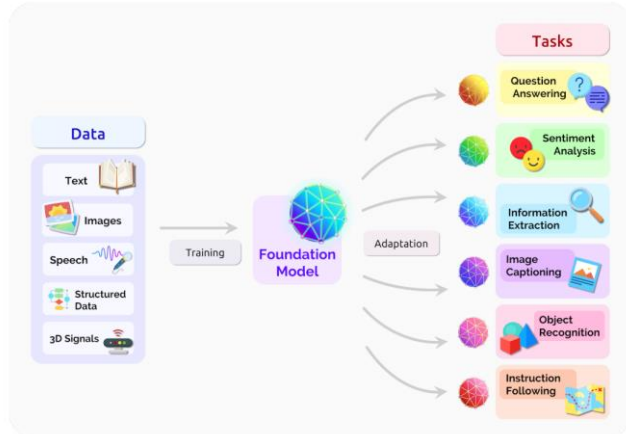 Data
Text
Images
Speech
Structured
Data
3D Signals
Training
Foundation
Model
Adaptation
Tasks
Question
Answering
?
Sentiment
Analysis
Information
Extraction
Image
Captioning
Object
Recognition
Instruction
Following